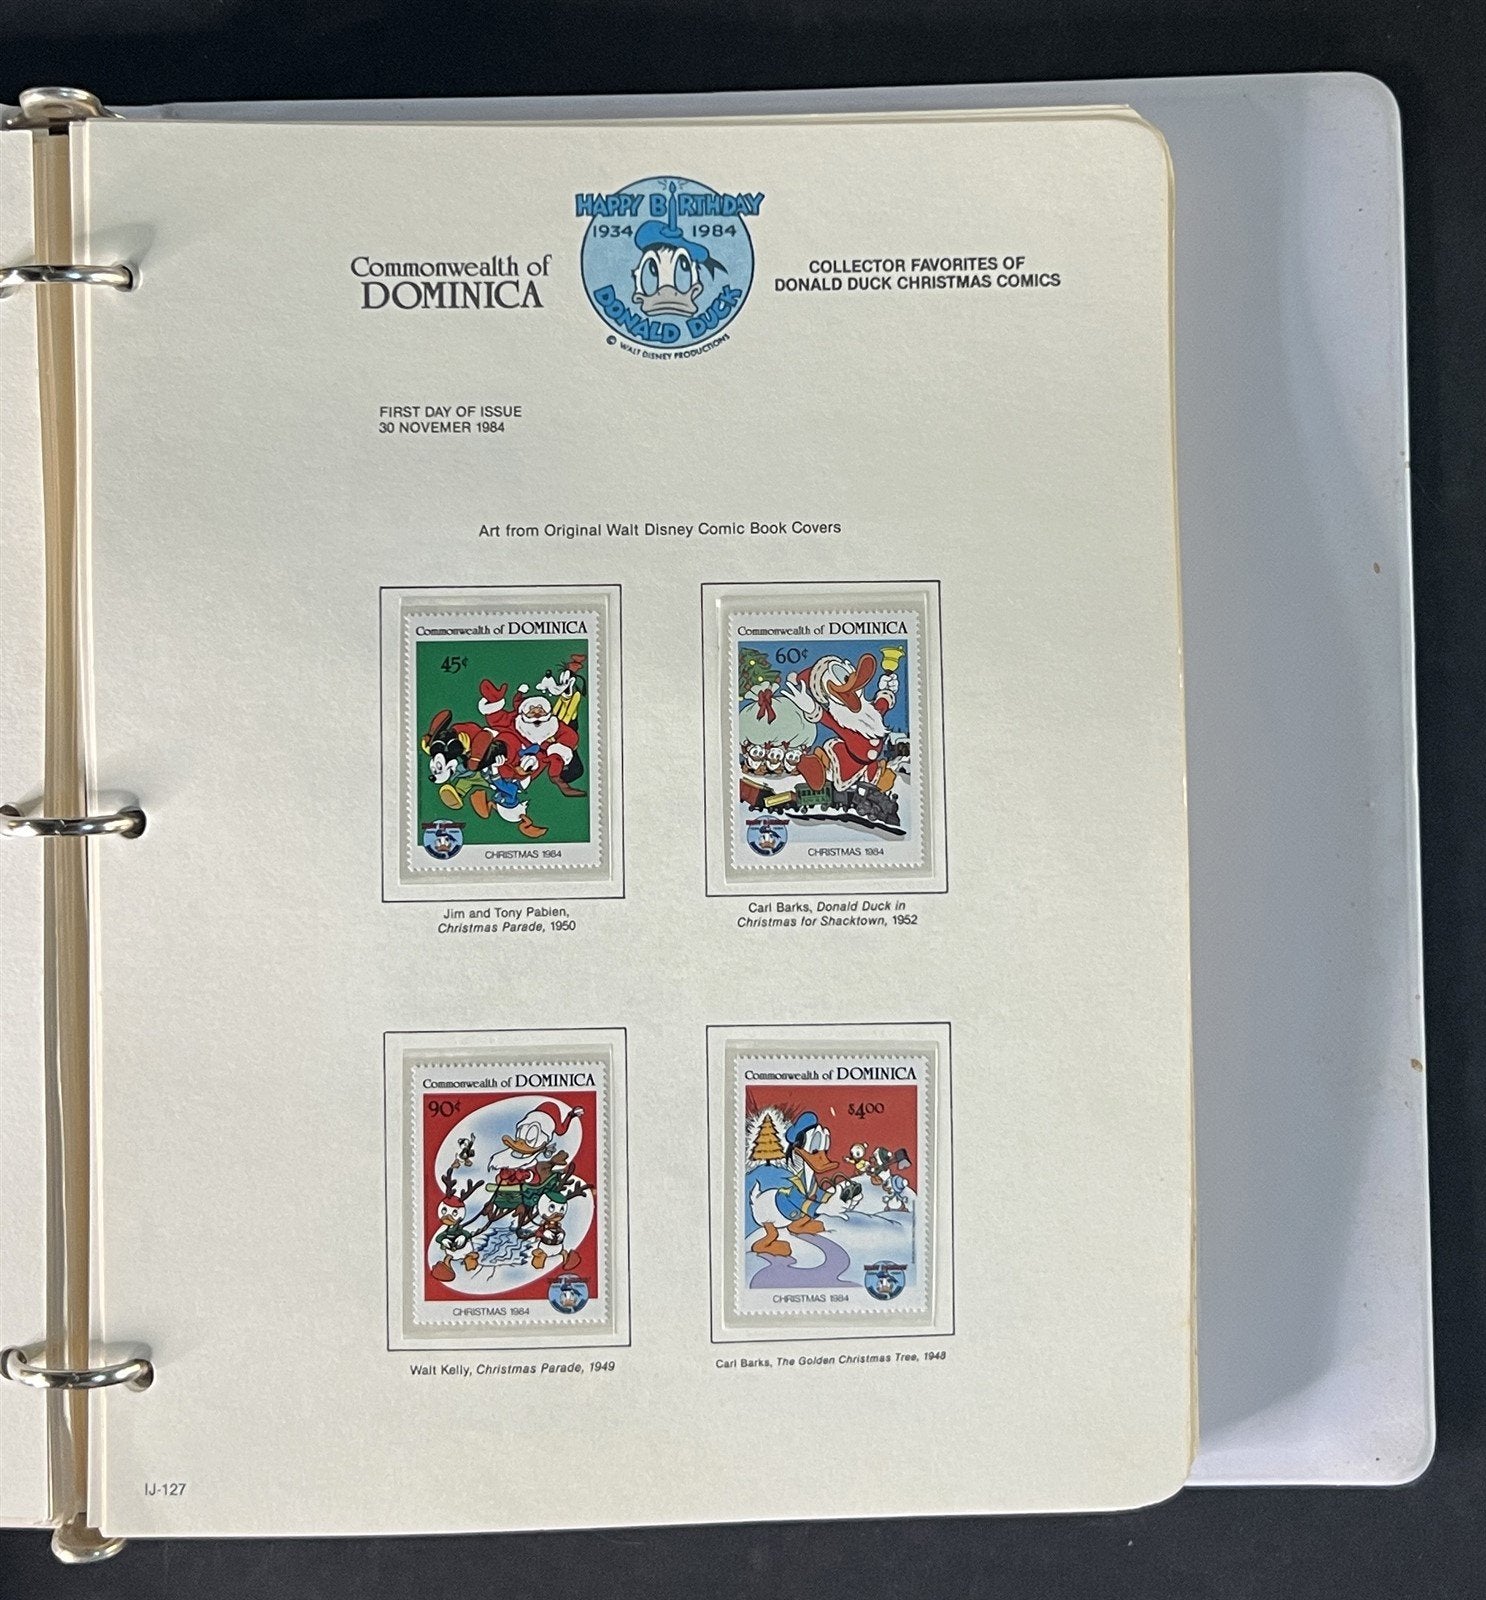 Commonwealth of
DOMINICA
HAPPY BIRTHDAY
1934 1984
DONALD DUCK
© WALT DISNEY PRODUCTIONS
COLLECTOR FAVORITES OF
DONALD DUCK CHRISTMAS COMICS
FIRST DAY OF ISSUE
30 NOVEMER 1984
Art from Original Walt Disney Comic Book Covers
Commonwealth of DOMINICA
45¢
CHRISTMAS 1984
Jim and Tony Pabien,
Christmas Parade, 1950
Commonwealth of DOMINICA
60¢
CHRISTMAS 1984
Carl Barks, Donald Duck in
Christmas for Shacktown, 1952
Commonwealth of DOMINICA
90¢
CHRISTMAS 1984
Walt Kelly, Christmas Parade, 1949
Commonwealth of DOMINICA
$4.00
CHRISTMAS 1984
Carl Barks, The Golden Christmas Tree, 1948
IJ-127